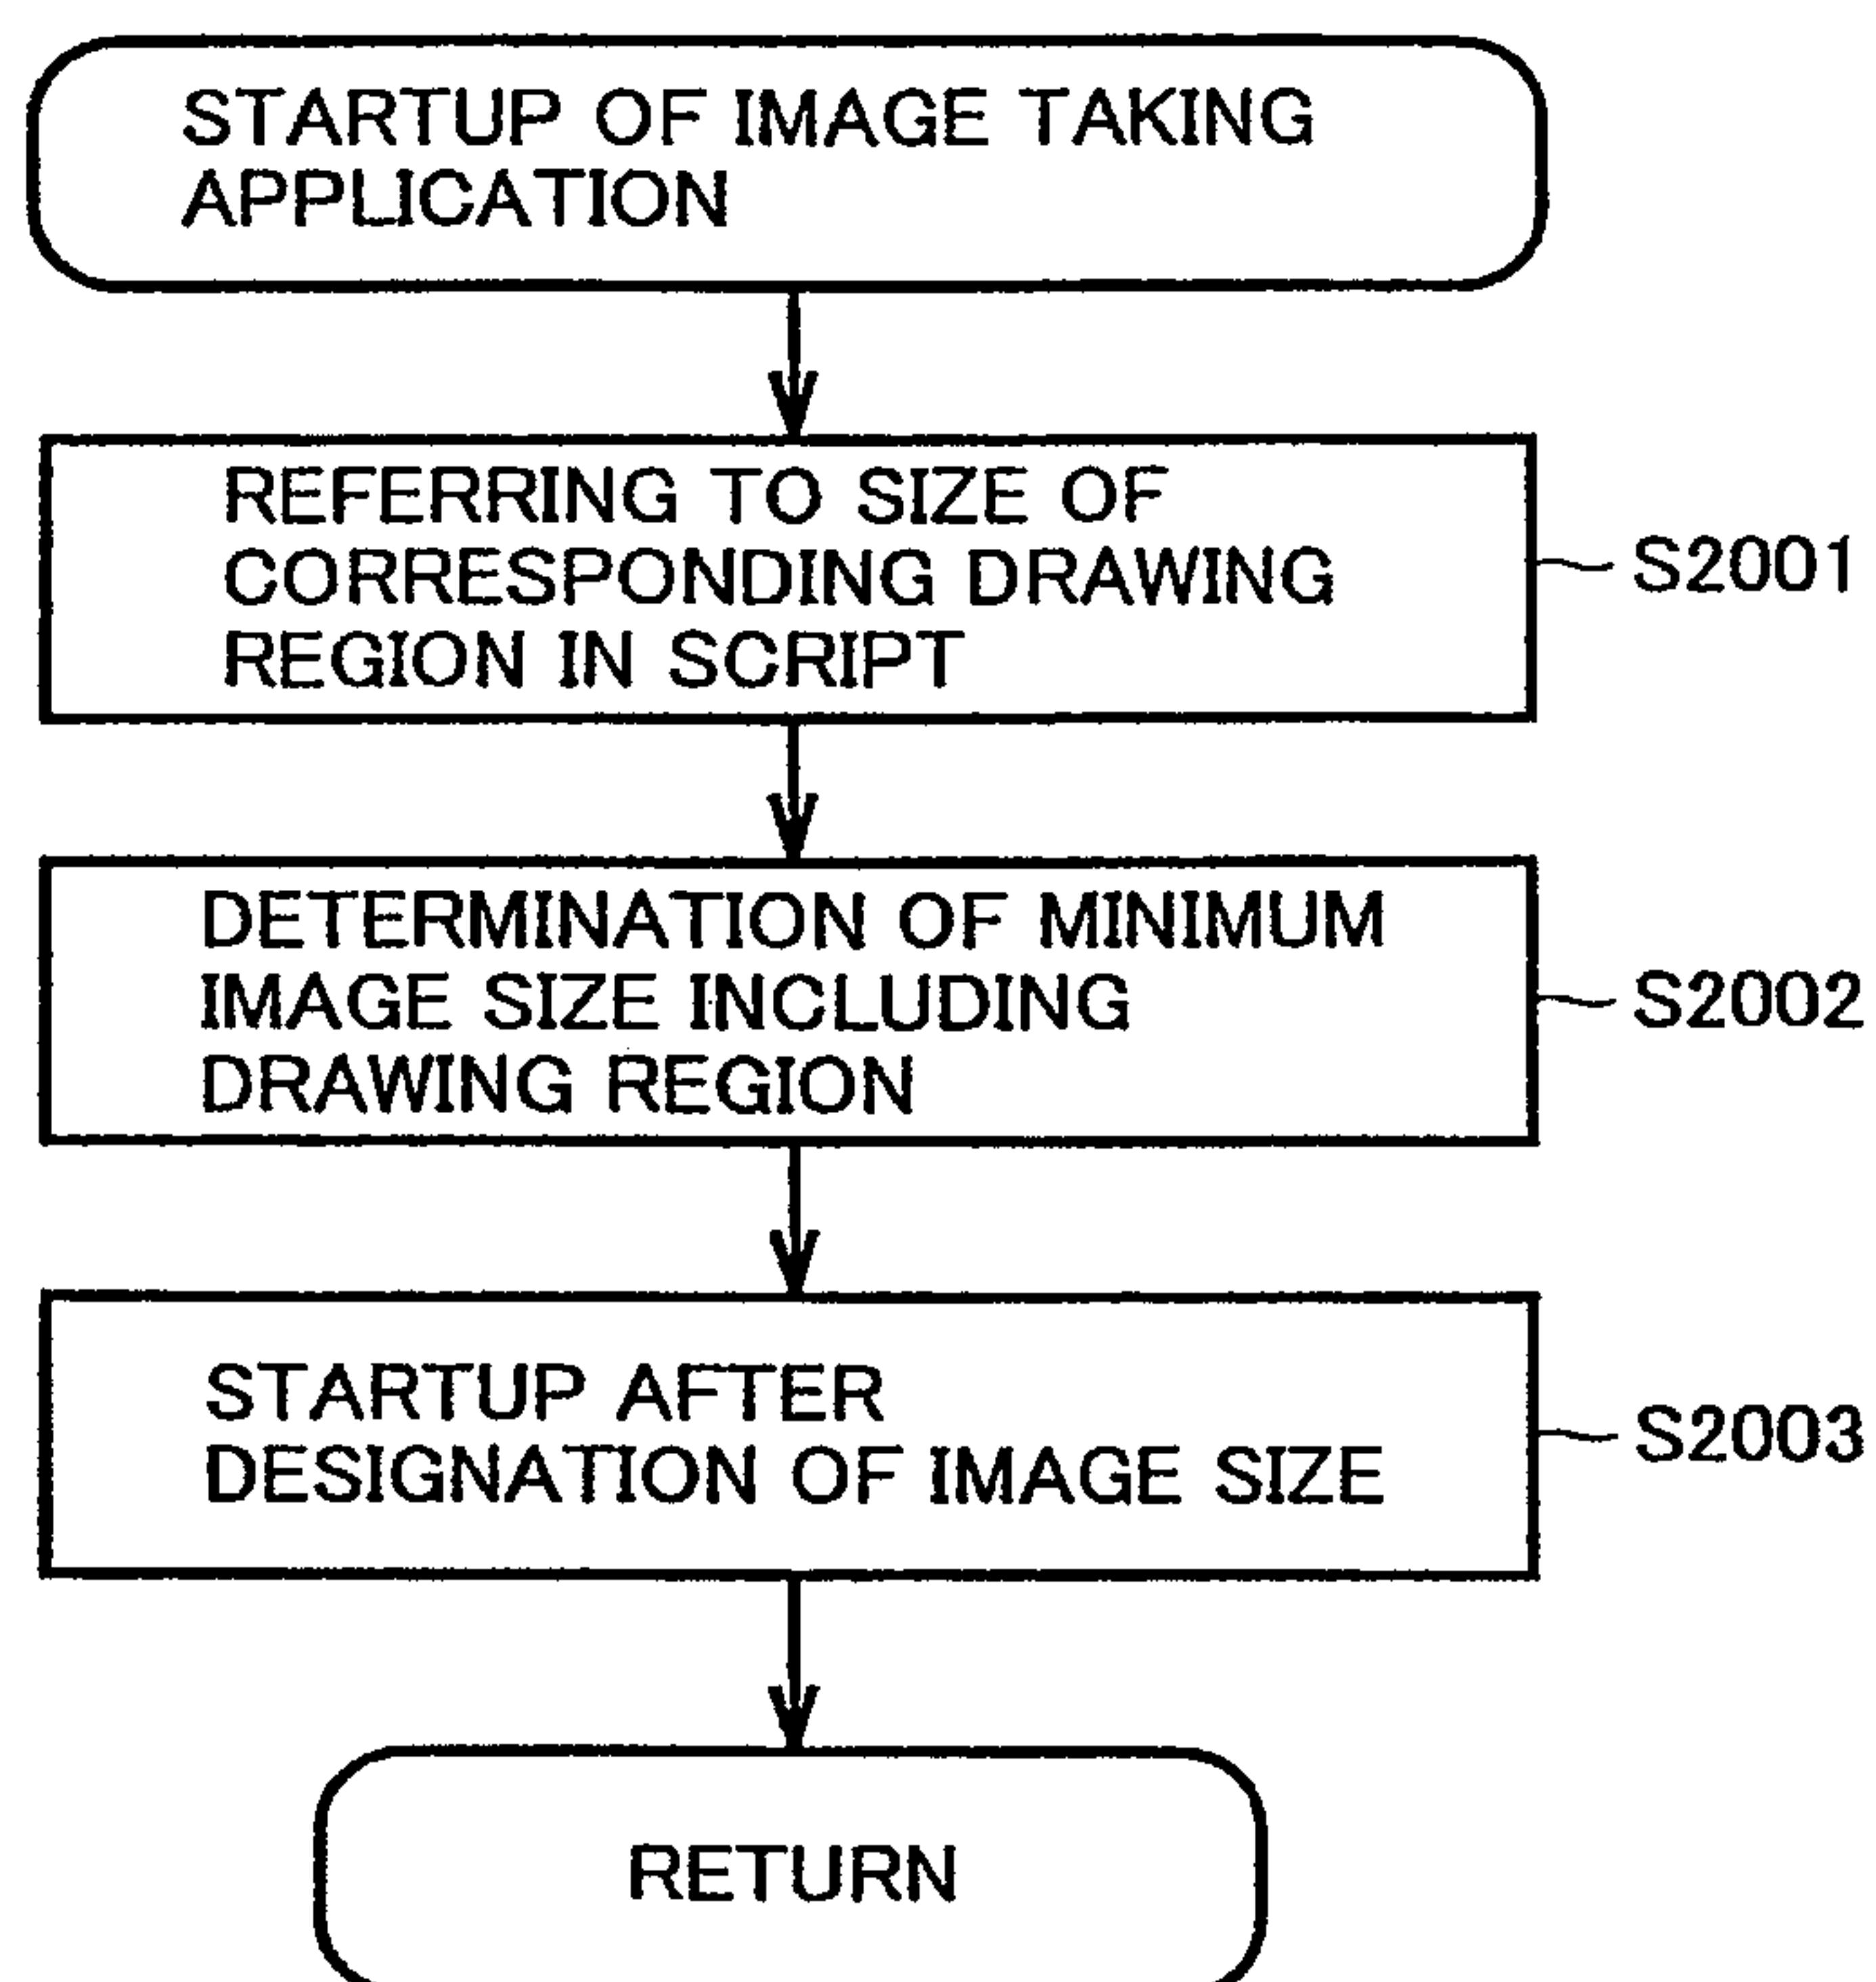 STARTUP OF IMAGE TAKING
APPLICATION
REFERRING TO SIZE OF
CORRESPONDING DRAWING
REGION IN SCRIPT
S2001
DETERMINATION OF MINIMUM
IMAGE SIZE INCLUDING
DRAWING REGION
S2002
STARTUP AFTER
DESIGNATION OF IMAGE SIZE
S2003
RETURN